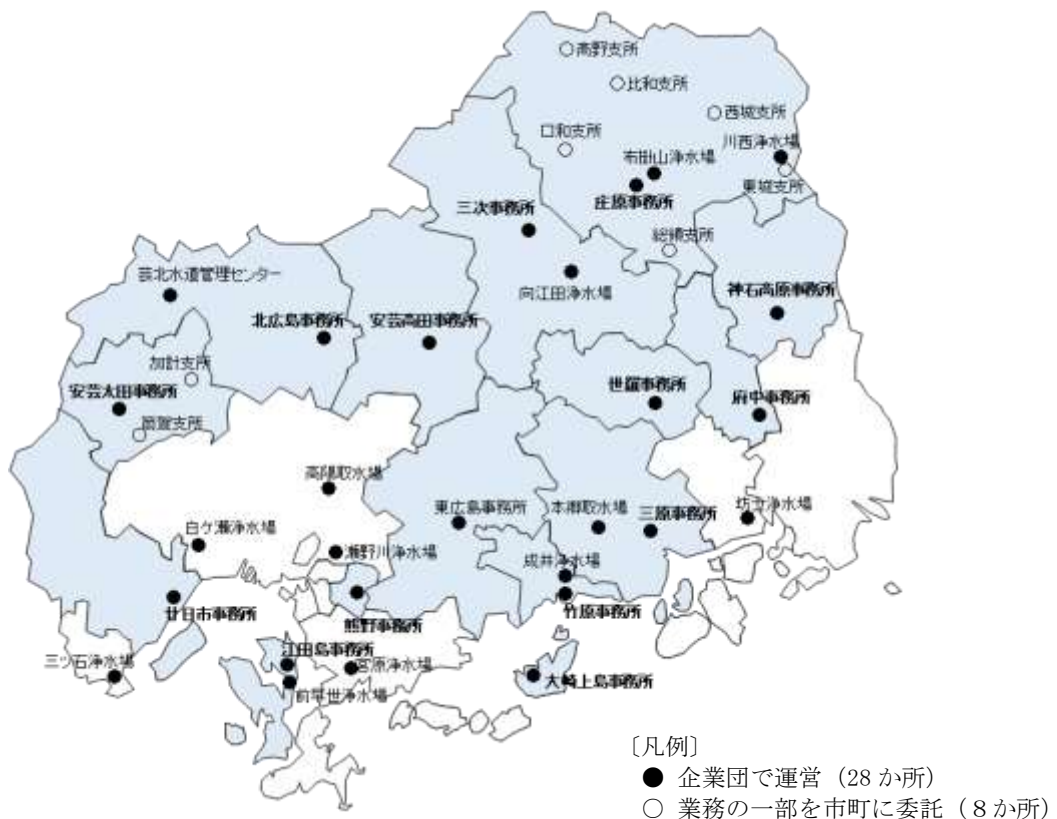 高野支所
比和支所
西城支所
口和支所
川西浄水場
布掛山浄水場
東城支所
庄原事務所
三次事務所
総領支所
芸北水道管理センター
向江田浄水場
神石高原事務所
北広島事務所
安芸高田事務所
加計支所
安芸太田事務所
世羅事務所
府中事務所
筒賀支所
高陽取水場
東広島事務所
本郷取水場
三原事務所
坊士浄水場
白ケ瀬浄水場
瀬野川浄水場
成井浄水場
廿日市事務所
熊野事務所
竹原事務所
江田島事務所
三ツ石浄水場
宮原浄水場
大崎上島事務所
前早世浄水場
〔凡例〕
● 企業団で運営（28か所）
○ 業務の一部を市町に委託（８か所）